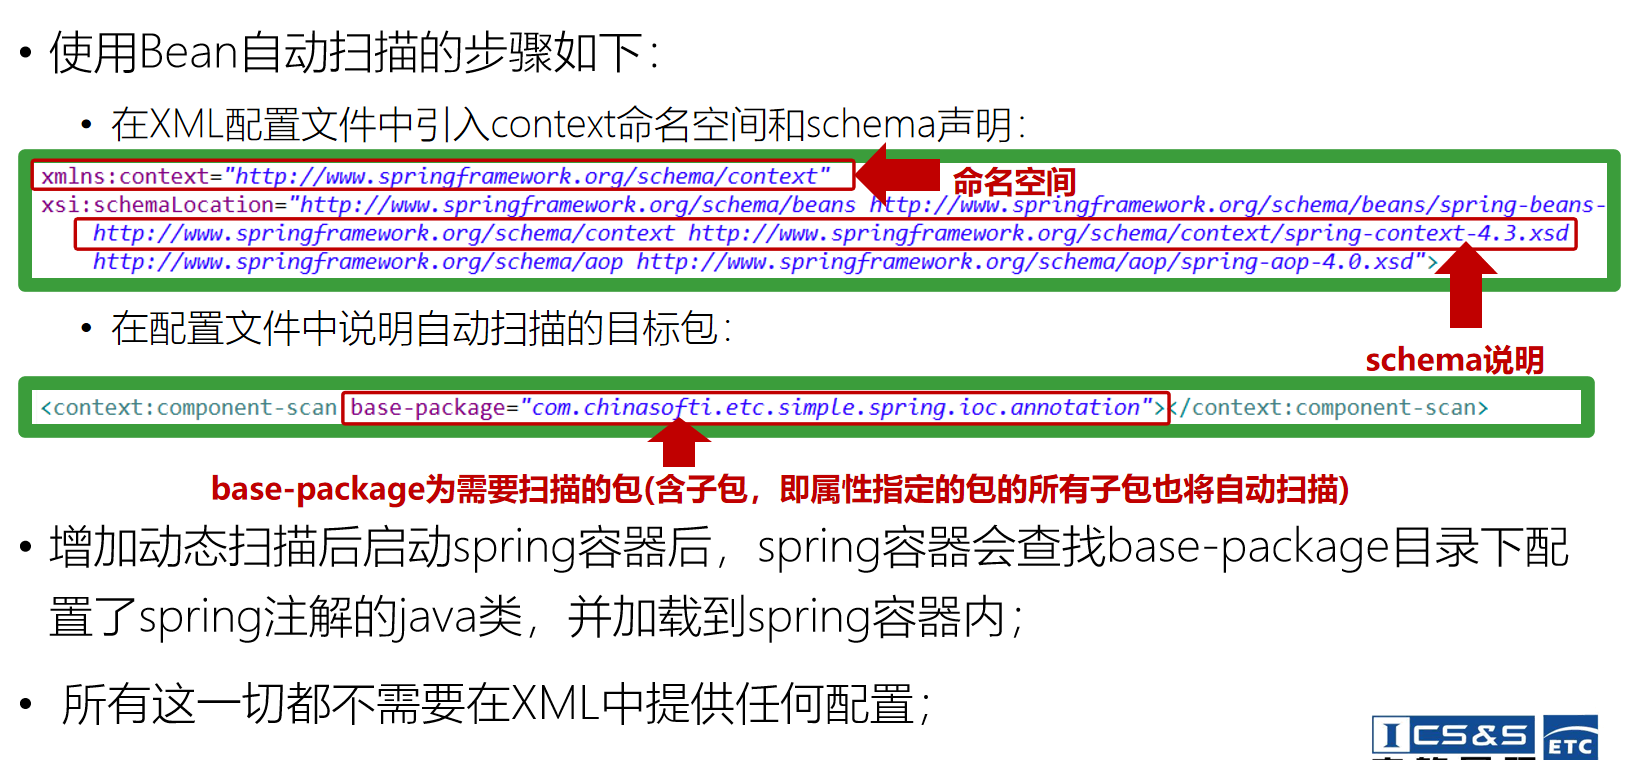 • 使用Bean自动扫描的步骤如下：
• 在XML配置文件中引入context命名空间和schema声明：
xmlns:context="http://www.springframework.org/schema/context"
命名空间
xsi:schemaLocation="http://www.springframework.org/schema/beans http://www.springframework.org/schema/beans/spring-beans-
http://www.springframework.org/schema/context http://www.springframework.org/schema/context/spring-context-4.3.xsd
http://www.springframework.org/schema/aop http://www.springframework.org/schema/aop/spring-aop-4.0.xsd">
• 在配置文件中说明自动扫描的目标包：
schema说明
<context:component-scan base-package="com.chinasofti.etc.simple.spring.ioc.annotation"></context:component-scan>
base-package为需要扫描的包(含子包，即属性指定的包的所有子包也将自动扫描)
• 增加动态扫描后启动spring容器后，spring容器会查找base-package目录下配
置了spring注解的java类，并加载到spring容器内；
• 所有这一切都不需要在XML中提供任何配置；
ICS&S ETC